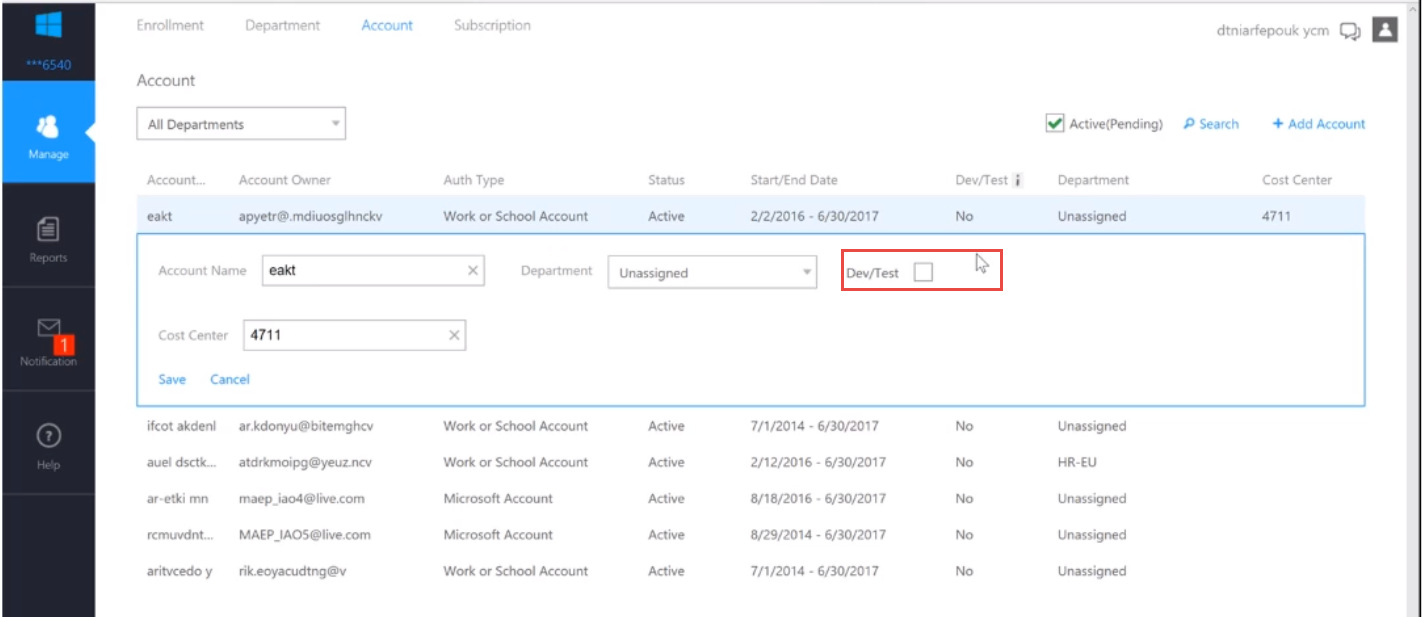 Enrollment Department Account Subscription
dtniarfepouk ycm
***6540
Account
Manage
Reports
1
Notification
Help
All Departments
Active(Pending) Search + Add Account
Account... Account Owner Auth Type Status Start/End Date Dev/Test i Department Cost Center
eakt apyetr@.mdiuosglhnckv Work or School Account Active 2/2/2016 - 6/30/2017 No Unassigned 4711
Account Name eakt Department Unassigned Dev/Test
Cost Center 4711
Save Cancel
ifcot akdenl ar.kdonyu@bitemghcv Work or School Account Active 7/1/2014 - 6/30/2017 No Unassigned
auel dsctk... atdrkmoipg@yeuz.ncv Work or School Account Active 2/12/2016 - 6/30/2017 No HR-EU
ar-etki mn maep_iao4@live.com Microsoft Account Active 8/18/2016 - 6/30/2017 No Unassigned
rcmuvdnt... MAEP_IAO5@live.com Microsoft Account Active 8/29/2014 - 6/30/2017 No Unassigned
aritvcedo y rik.eoyacudtng@v Work or School Account Active 7/1/2014 - 6/30/2017 No Unassigned